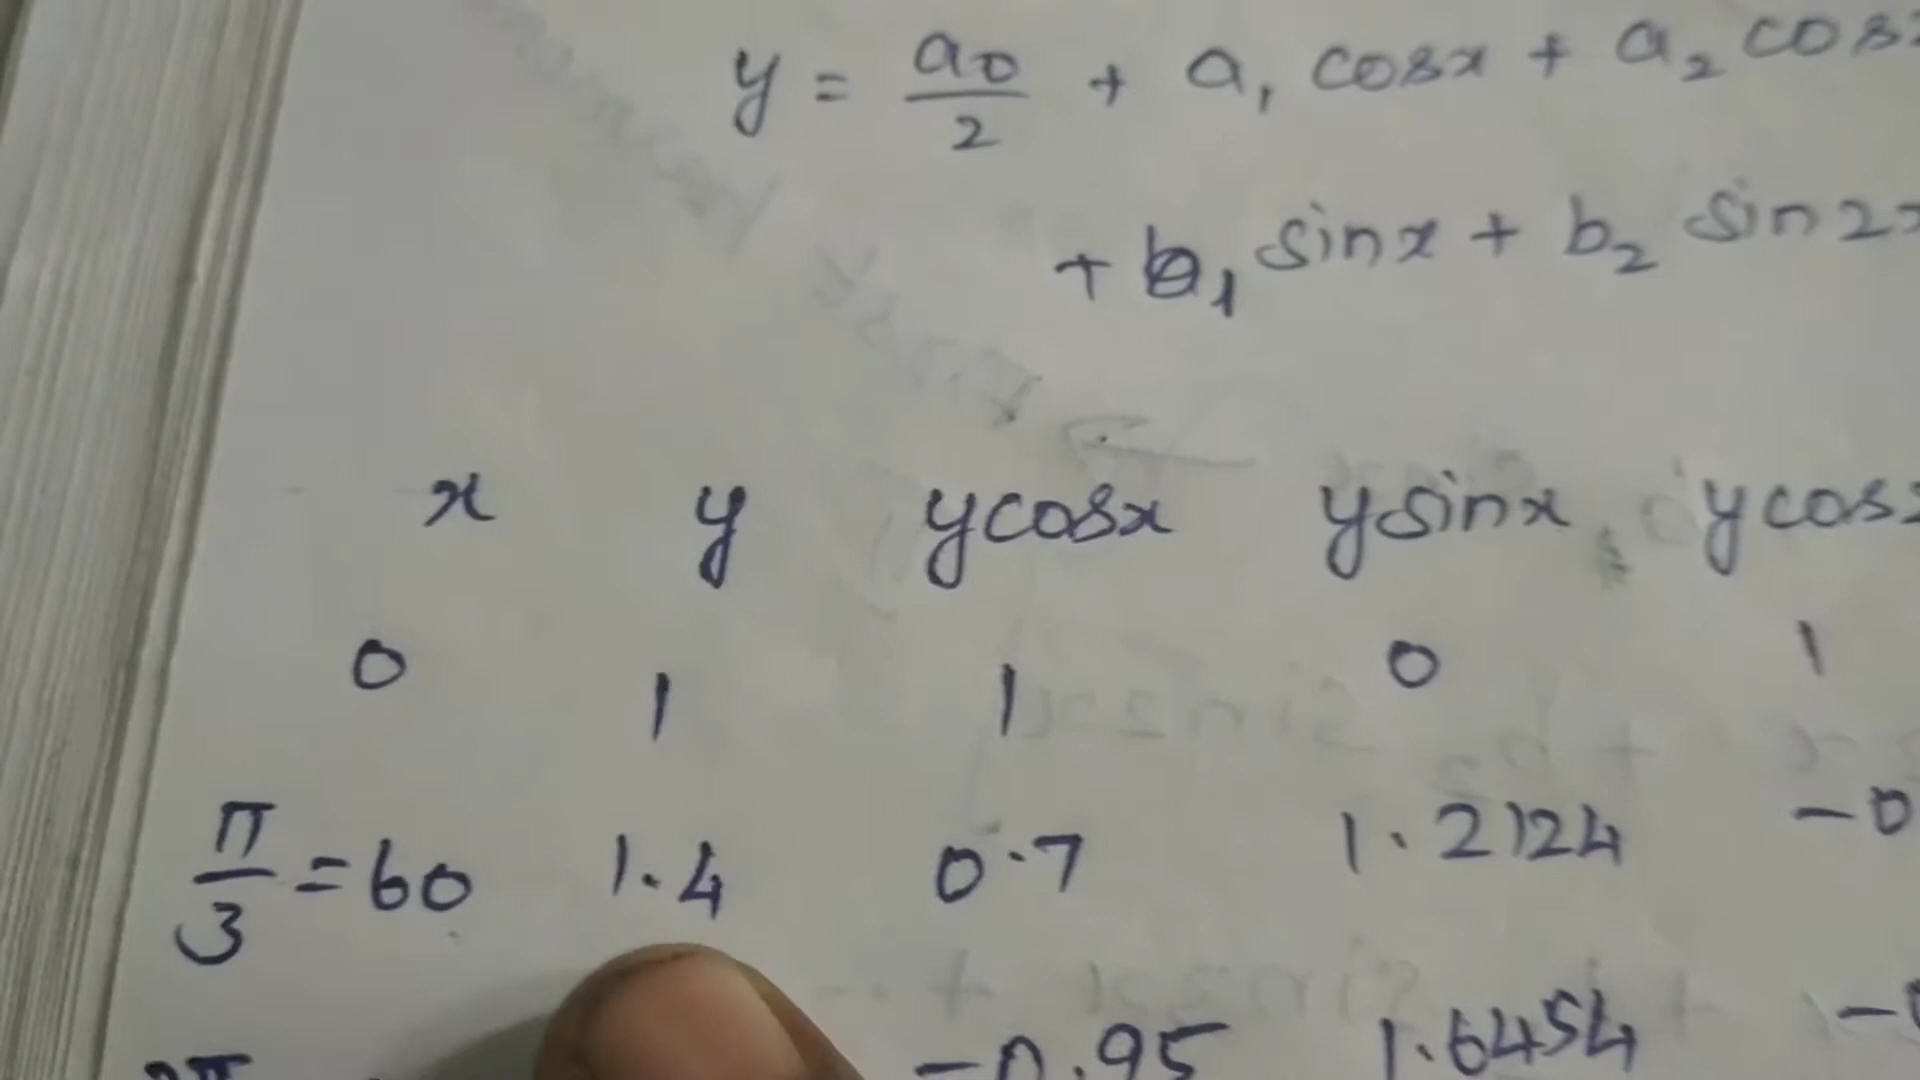 y = a0/2 + a1 cosx + a2 cos
+ b1 sinx + b2 sin2x
x y ycosx ysinx ycos
0 1 1 0 1
π/3 = 60 1.4 0.7 1.2124 -0
-0.95 1.6454